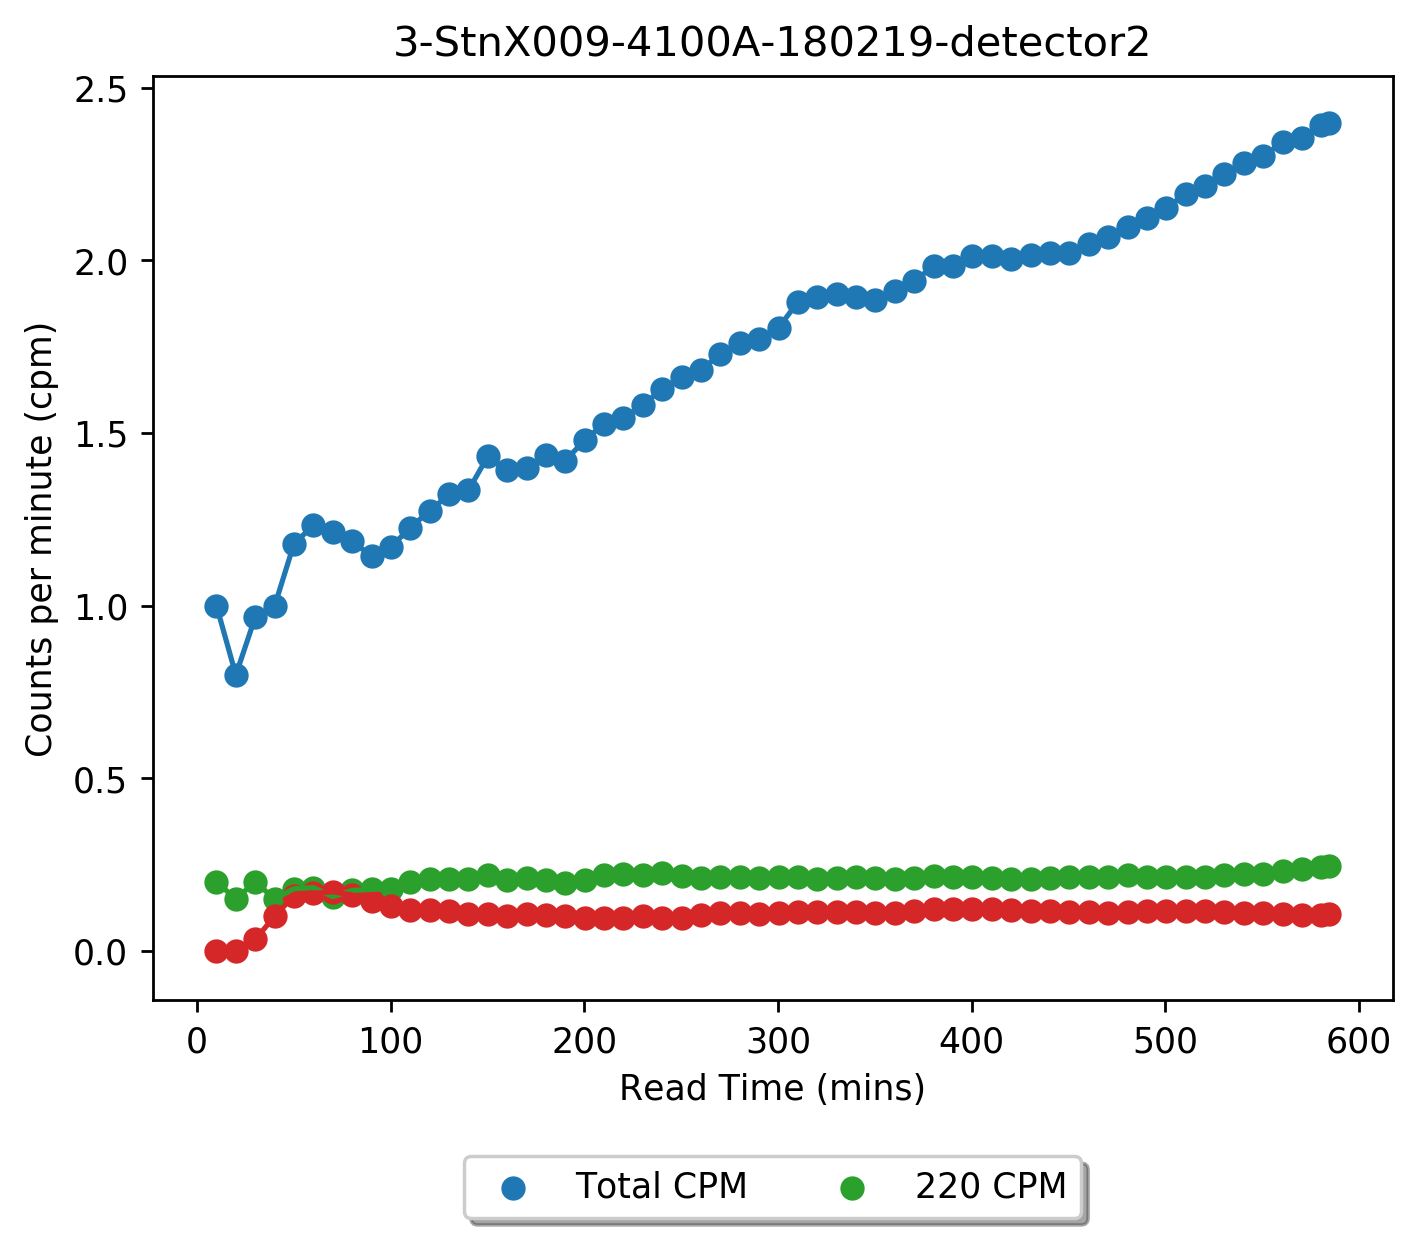 3-StnX009-4100A-180219-detector2
2.5
2.0
1.5
1.0
0.5
0.0
Counts per minute (cpm)
0 100 200 300 400 500 600
Read Time (mins)
Total CPM 220 CPM